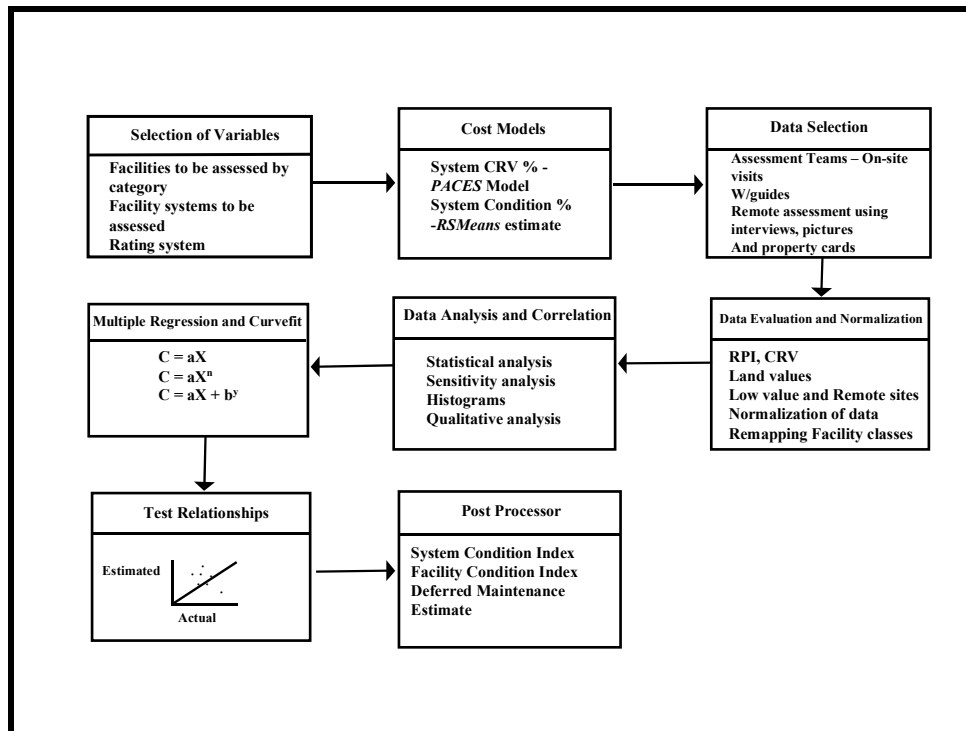 Selection of Variables
Facilities to be assessed by
category
Facility systems to be
assessed
Rating system
Cost Models
System CRV % -
PACES Model
System Condition %
-RSMeans estimate
Data Selection
Assessment Teams – On-site
visits
W/guides
Remote assessment using
interviews, pictures
And property cards
Data Evaluation and Normalization
RPI, CRV
Land values
Low value and Remote sites
Normalization of data
Remapping Facility classes
Data Analysis and Correlation
Statistical analysis
Sensitivity analysis
Histograms
Qualitative analysis
Multiple Regression and Curvefit
C = aX
C = aXⁿ
C = aX + bʸ
Test Relationships
Estimated
Actual
Post Processor
System Condition Index
Facility Condition Index
Deferred Maintenance
Estimate